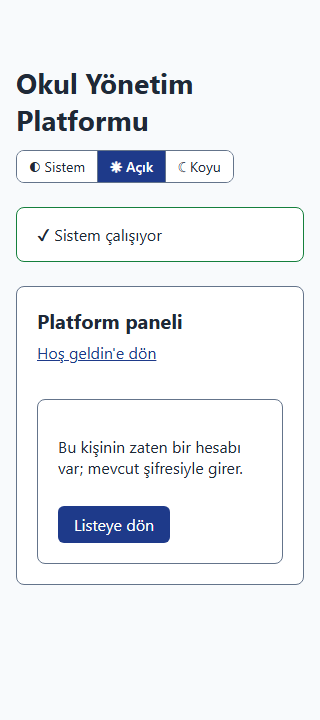 Okul Yönetim
Platformu
◐ Sistem ❋ Açık ☾ Koyu
✓ Sistem çalışıyor
Platform paneli
Hoş geldin'e dön
Bu kişinin zaten bir hesabı
var; mevcut şifresiyle girer.
Listeye dön